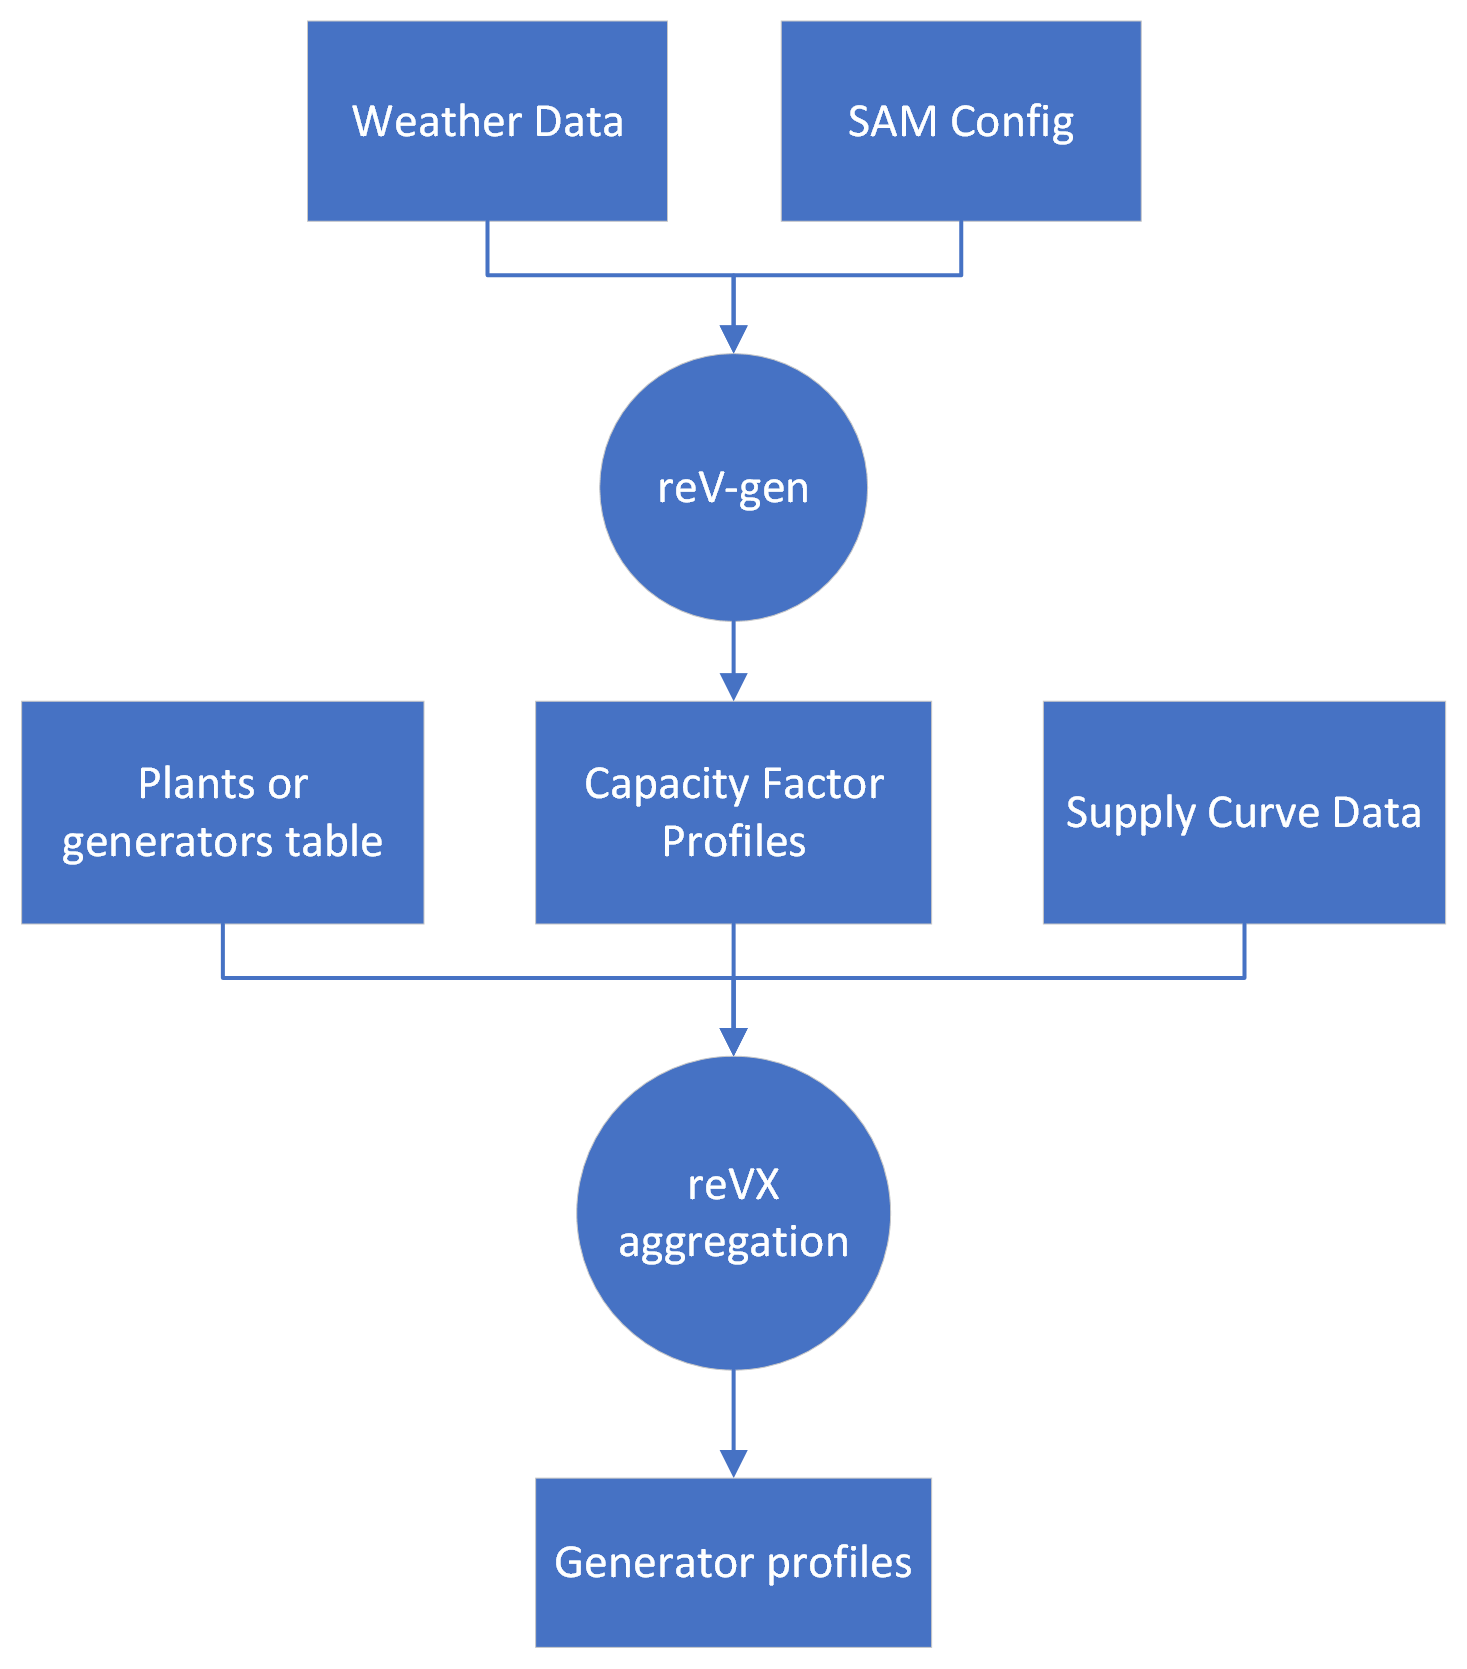 Weather Data
SAM Config
reV-gen
Plants or
generators table
Capacity Factor
Profiles
Supply Curve Data
reVX
aggregation
Generator profiles